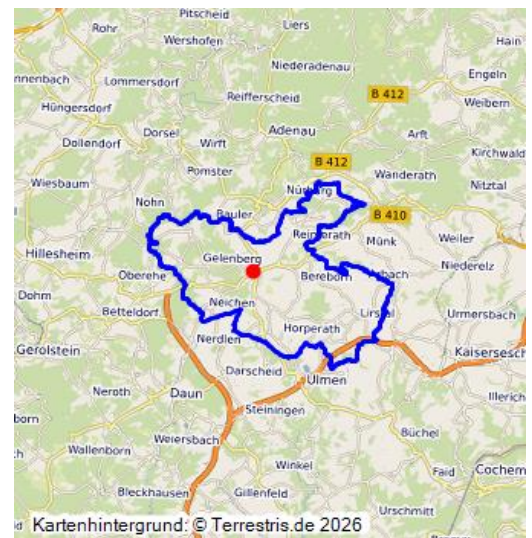 Pitscheid
Rohr
Liers
Hain
Wershofen
Niederadenau
Engeln
nnenbach
Lommersdorf
Reifferscheid
B 412
Weibern
Hüngersdorf
Adenau
Arft
Dorsel
Wirft
Kirchwald
Dollendorf
B 412
Pomster
Wanderath
Wiesbaum
Nürburg
Nitztal
Nohn
Bauler
B 410
Weiler
Hillesheim
Münk
Gelenberg
Niederelz
Oberehe
Bereborn
Dohm
Neichen
Lirstal
Urmersbach
Betteldorf
Horperath
Gerolstein
Nerdlen
Kaisersesch
Darscheid
Ulmen
Neroth
Daun
Illerich
Steiningen
Büchel
Weiersbach
Wallenborn
Winkel
Faid
Cochem
Bleckhausen
Gillenfeld
Urschmitt
Kartenhintergrund: © Terrestris.de 2026